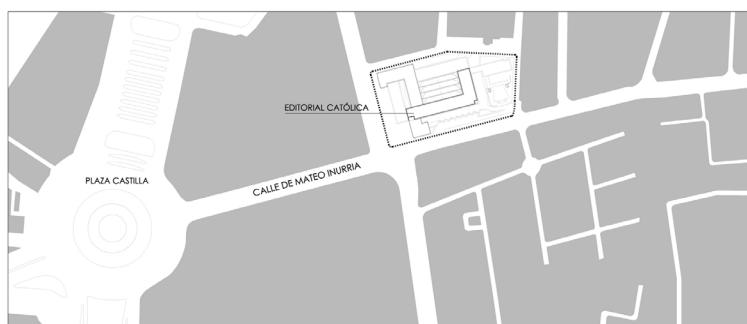 EDITORIAL CATÓLICA
PLAZA CASTILLA
CALLE DE MATEO INURRIA